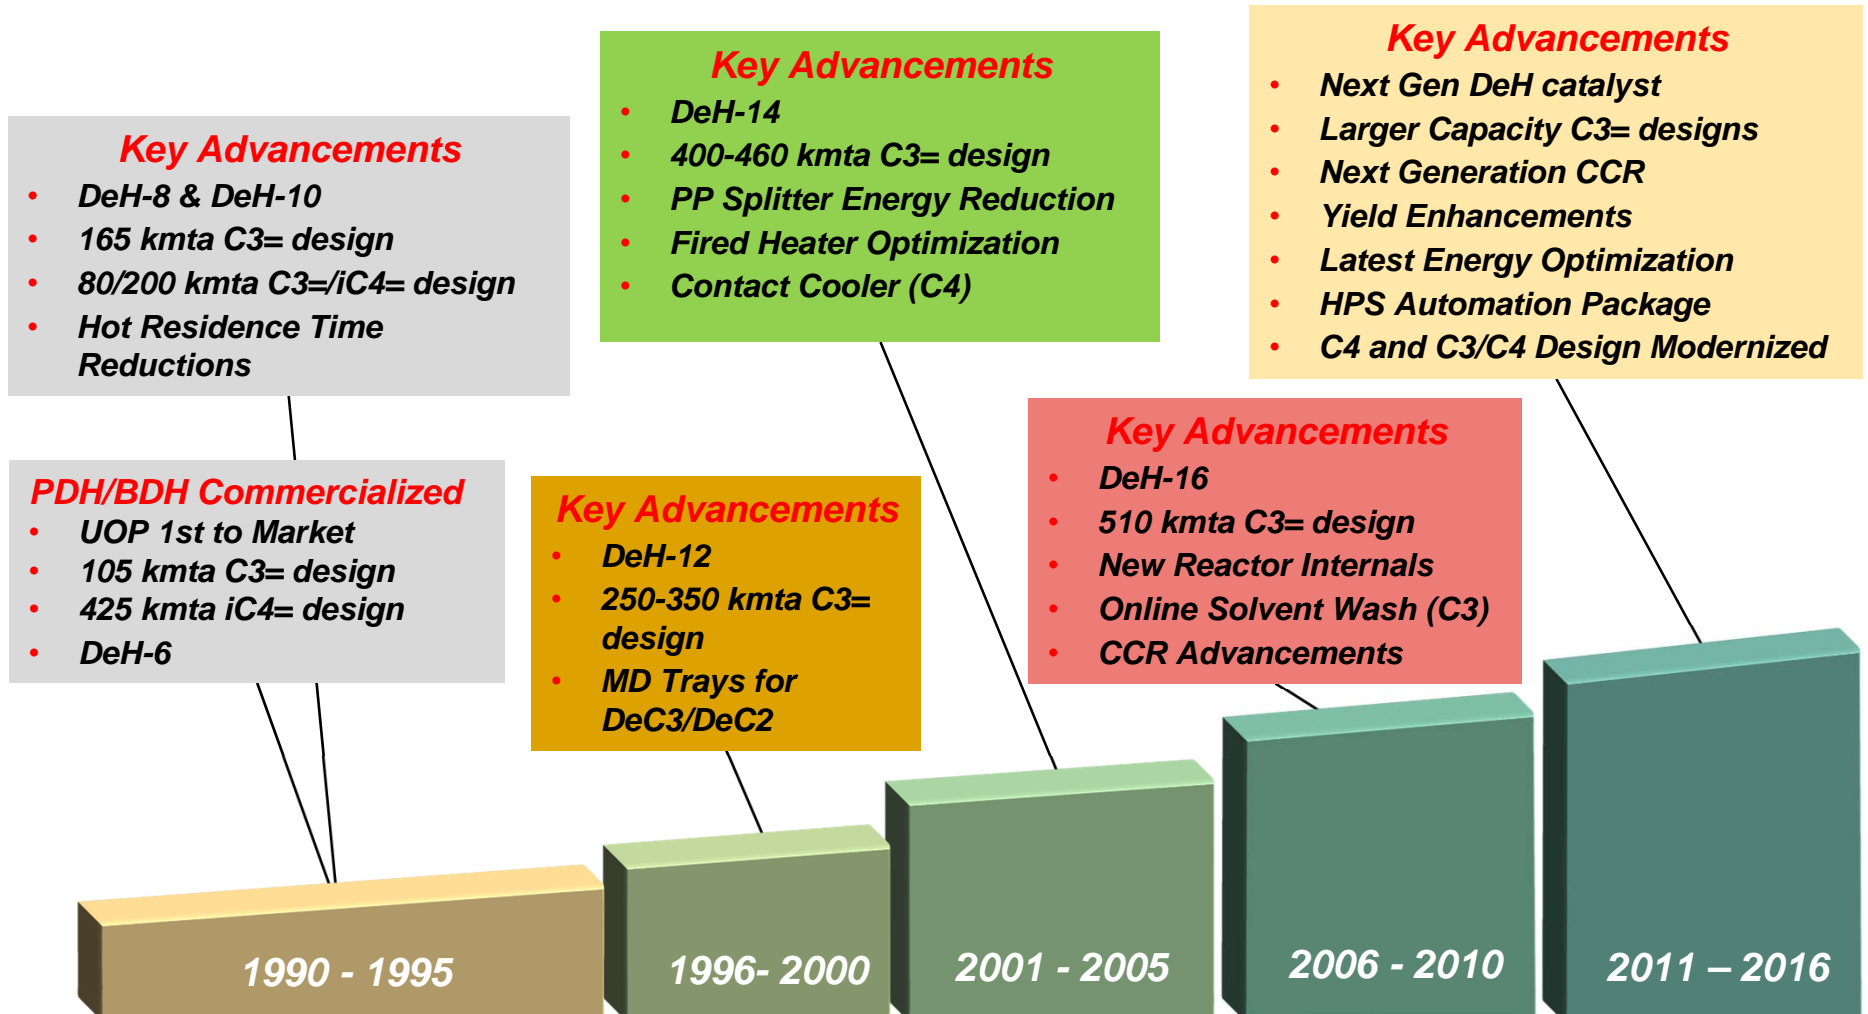 Key Advancements
• DeH-8 & DeH-10
• 165 kmta C3= design
• 80/200 kmta C3=/iC4= design
• Hot Residence Time
Reductions
PDH/BDH Commercialized
• UOP 1st to Market
• 105 kmta C3= design
• 425 kmta iC4= design
• DeH-6
Key Advancements
• DeH-12
• 250-350 kmta C3=
design
• MD Trays for
DeC3/DeC2
Key Advancements
• DeH-14
• 400-460 kmta C3= design
• PP Splitter Energy Reduction
• Fired Heater Optimization
• Contact Cooler (C4)
Key Advancements
• DeH-16
• 510 kmta C3= design
• New Reactor Internals
• Online Solvent Wash (C3)
• CCR Advancements
Key Advancements
• Next Gen DeH catalyst
• Larger Capacity C3= designs
• Next Generation CCR
• Yield Enhancements
• Latest Energy Optimization
• HPS Automation Package
• C4 and C3/C4 Design Modernized
1990 - 1995
1996- 2000
2001 - 2005
2006 - 2010
2011 – 2016